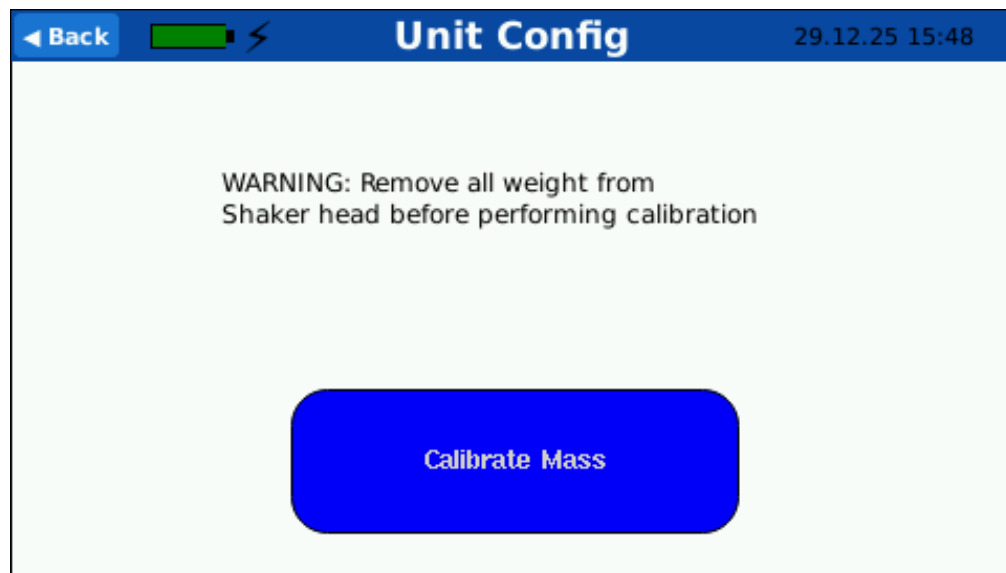 ◀ Back
Unit Config
29.12.25 15:48
WARNING: Remove all weight from
Shaker head before performing calibration
Calibrate Mass